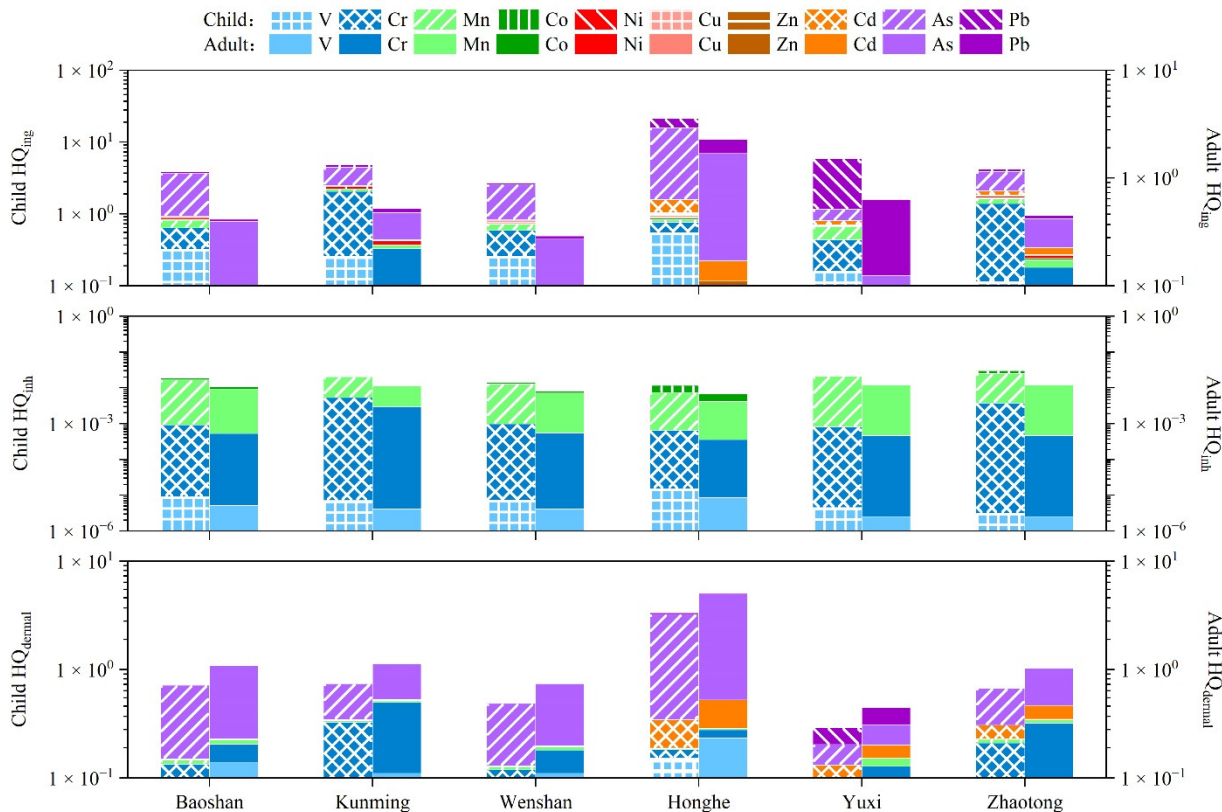 Child: V Cr Mn Co Ni Cu Zn Cd As Pb
Adult: V Cr Mn Co Ni Cu Zn Cd As Pb
1 × 10² 1 × 10¹
1 × 10¹
1 × 10⁰
1 × 10⁰
1 × 10⁻¹ 1 × 10⁻¹
Child HQing
Adult HQing
1 × 10⁰ 1 × 10⁰
1 × 10⁻³ 1 × 10⁻³
1 × 10⁻⁶ 1 × 10⁻⁶
Child HQinh
Adult HQinh
1 × 10¹ 1 × 10¹
1 × 10⁰ 1 × 10⁰
1 × 10⁻¹ 1 × 10⁻¹
Child HQdermal
Adult HQdermal
Baoshan Kunming Wenshan Honghe Yuxi Zhaotong